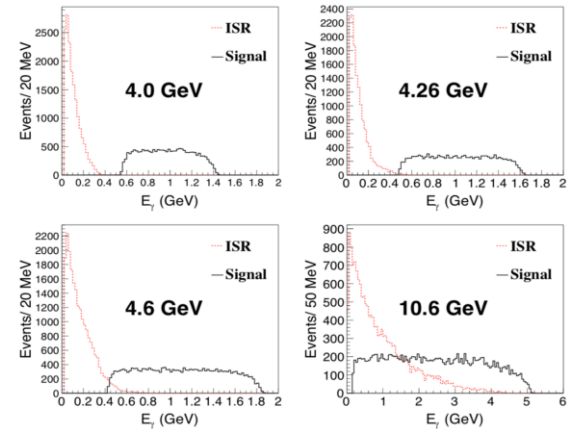 Events/ 20 MeV
2500
2000
1500
1000
500
0
ISR
Signal
4.0 GeV
0 0.2 0.4 0.6 0.8 1 1.2 1.4 1.6 1.8 2
Eγ (GeV)
Events/ 20 MeV
2400
2200
2000
1800
1600
1400
1200
1000
800
600
400
200
0
ISR
Signal
4.26 GeV
0 0.2 0.4 0.6 0.8 1 1.2 1.4 1.6 1.8 2
Eγ (GeV)
Events/ 20 MeV
2200
2000
1800
1600
1400
1200
1000
800
600
400
200
0
ISR
Signal
4.6 GeV
0 0.2 0.4 0.6 0.8 1 1.2 1.4 1.6 1.8 2
Eγ (GeV)
Events/ 50 MeV
900
800
700
600
500
400
300
200
100
0
ISR
Signal
10.6 GeV
0 1 2 3 4 5 6
Eγ (GeV)